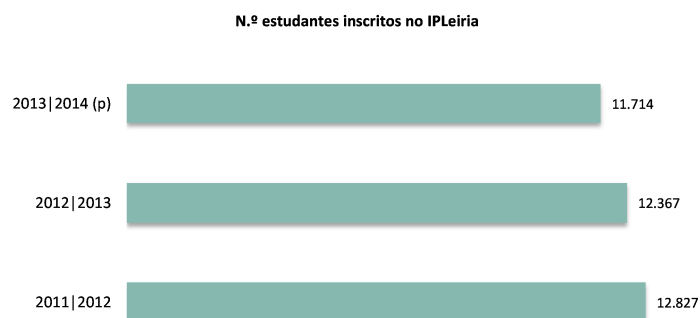 N.º estudantes inscritos no IPLeiria
2013|2014 (p) 11.714
2012|2013 12.367
2011|2012 12.827